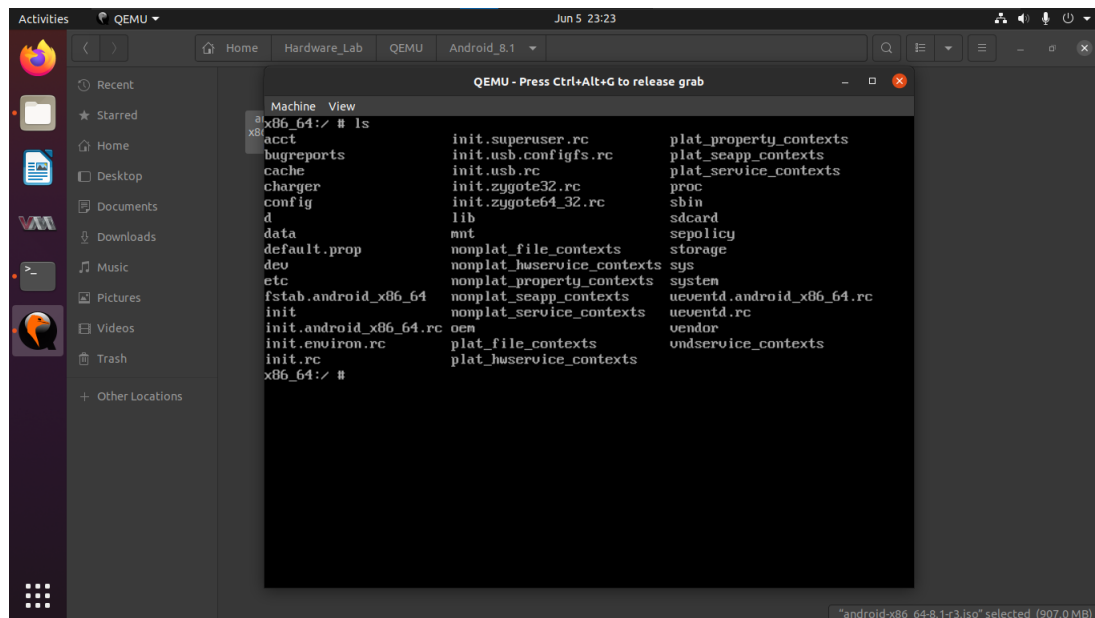 Activities QEMU Jun 5 23:23
Home Hardware_Lab QEMU Android_8.1
Recent
Starred
Home
Desktop
Documents
Downloads
Music
Pictures
Videos
Trash
+ Other Locations
QEMU - Press Ctrl+Alt+G to release grab
Machine View
x86_64:/ # ls
acct init.superuser.rc plat_property_contexts
bugreports init.usb.configfs.rc plat_seapp_contexts
cache init.usb.rc plat_service_contexts
charger init.zygote32.rc proc
config init.zygote64_32.rc sbin
d lib sdcard
data mnt sepolicy
default.prop nonplat_file_contexts storage
dev nonplat_hwservice_contexts sys
etc nonplat_property_contexts system
fstab.android_x86_64 nonplat_seapp_contexts ueventd.android_x86_64.rc
init nonplat_service_contexts ueventd.rc
init.android_x86_64.rc oem vendor
init.environ.rc plat_file_contexts vndservice_contexts
init.rc plat_hwservice_contexts
x86_64:/ #
"android-x86_64-8.1-r3.iso" selected (907.0 MB)